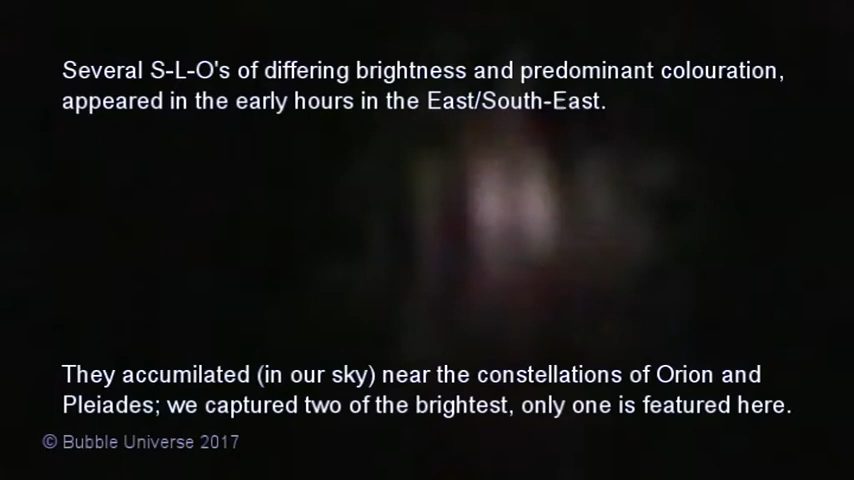 Several S-L-O's of differing brightness and predominant colouration,
appeared in the early hours in the East/South-East.
They accumilated (in our sky) near the constellations of Orion and
Pleiades; we captured two of the brightest, only one is featured here.
© Bubble Universe 2017